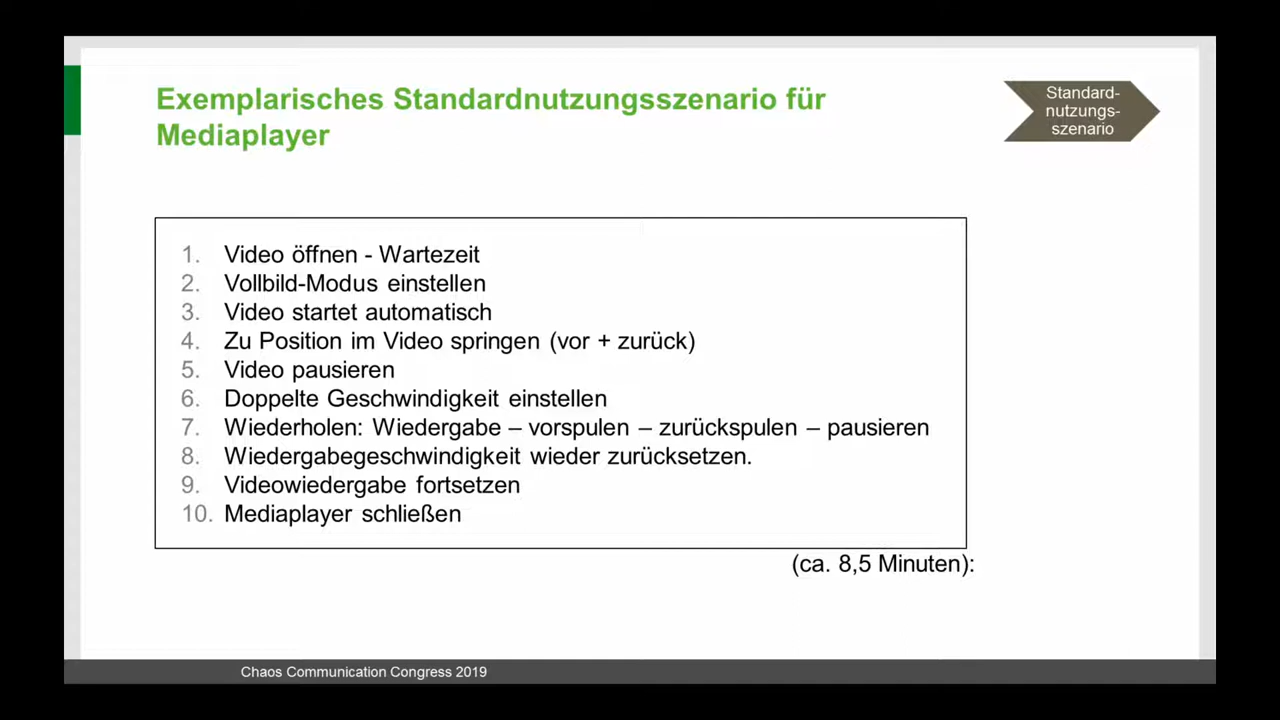 Exemplarisches Standardnutzungsszenario für
Mediaplayer
Standard-
nutzungs-
szenario
1. Video öffnen - Wartezeit
2. Vollbild-Modus einstellen
3. Video startet automatisch
4. Zu Position im Video springen (vor + zurück)
5. Video pausieren
6. Doppelte Geschwindigkeit einstellen
7. Wiederholen: Wiedergabe – vorspulen – zurückspulen – pausieren
8. Wiedergabegeschwindigkeit wieder zurücksetzen.
9. Videowiedergabe fortsetzen
10. Mediaplayer schließen
(ca. 8,5 Minuten):
Chaos Communication Congress 2019